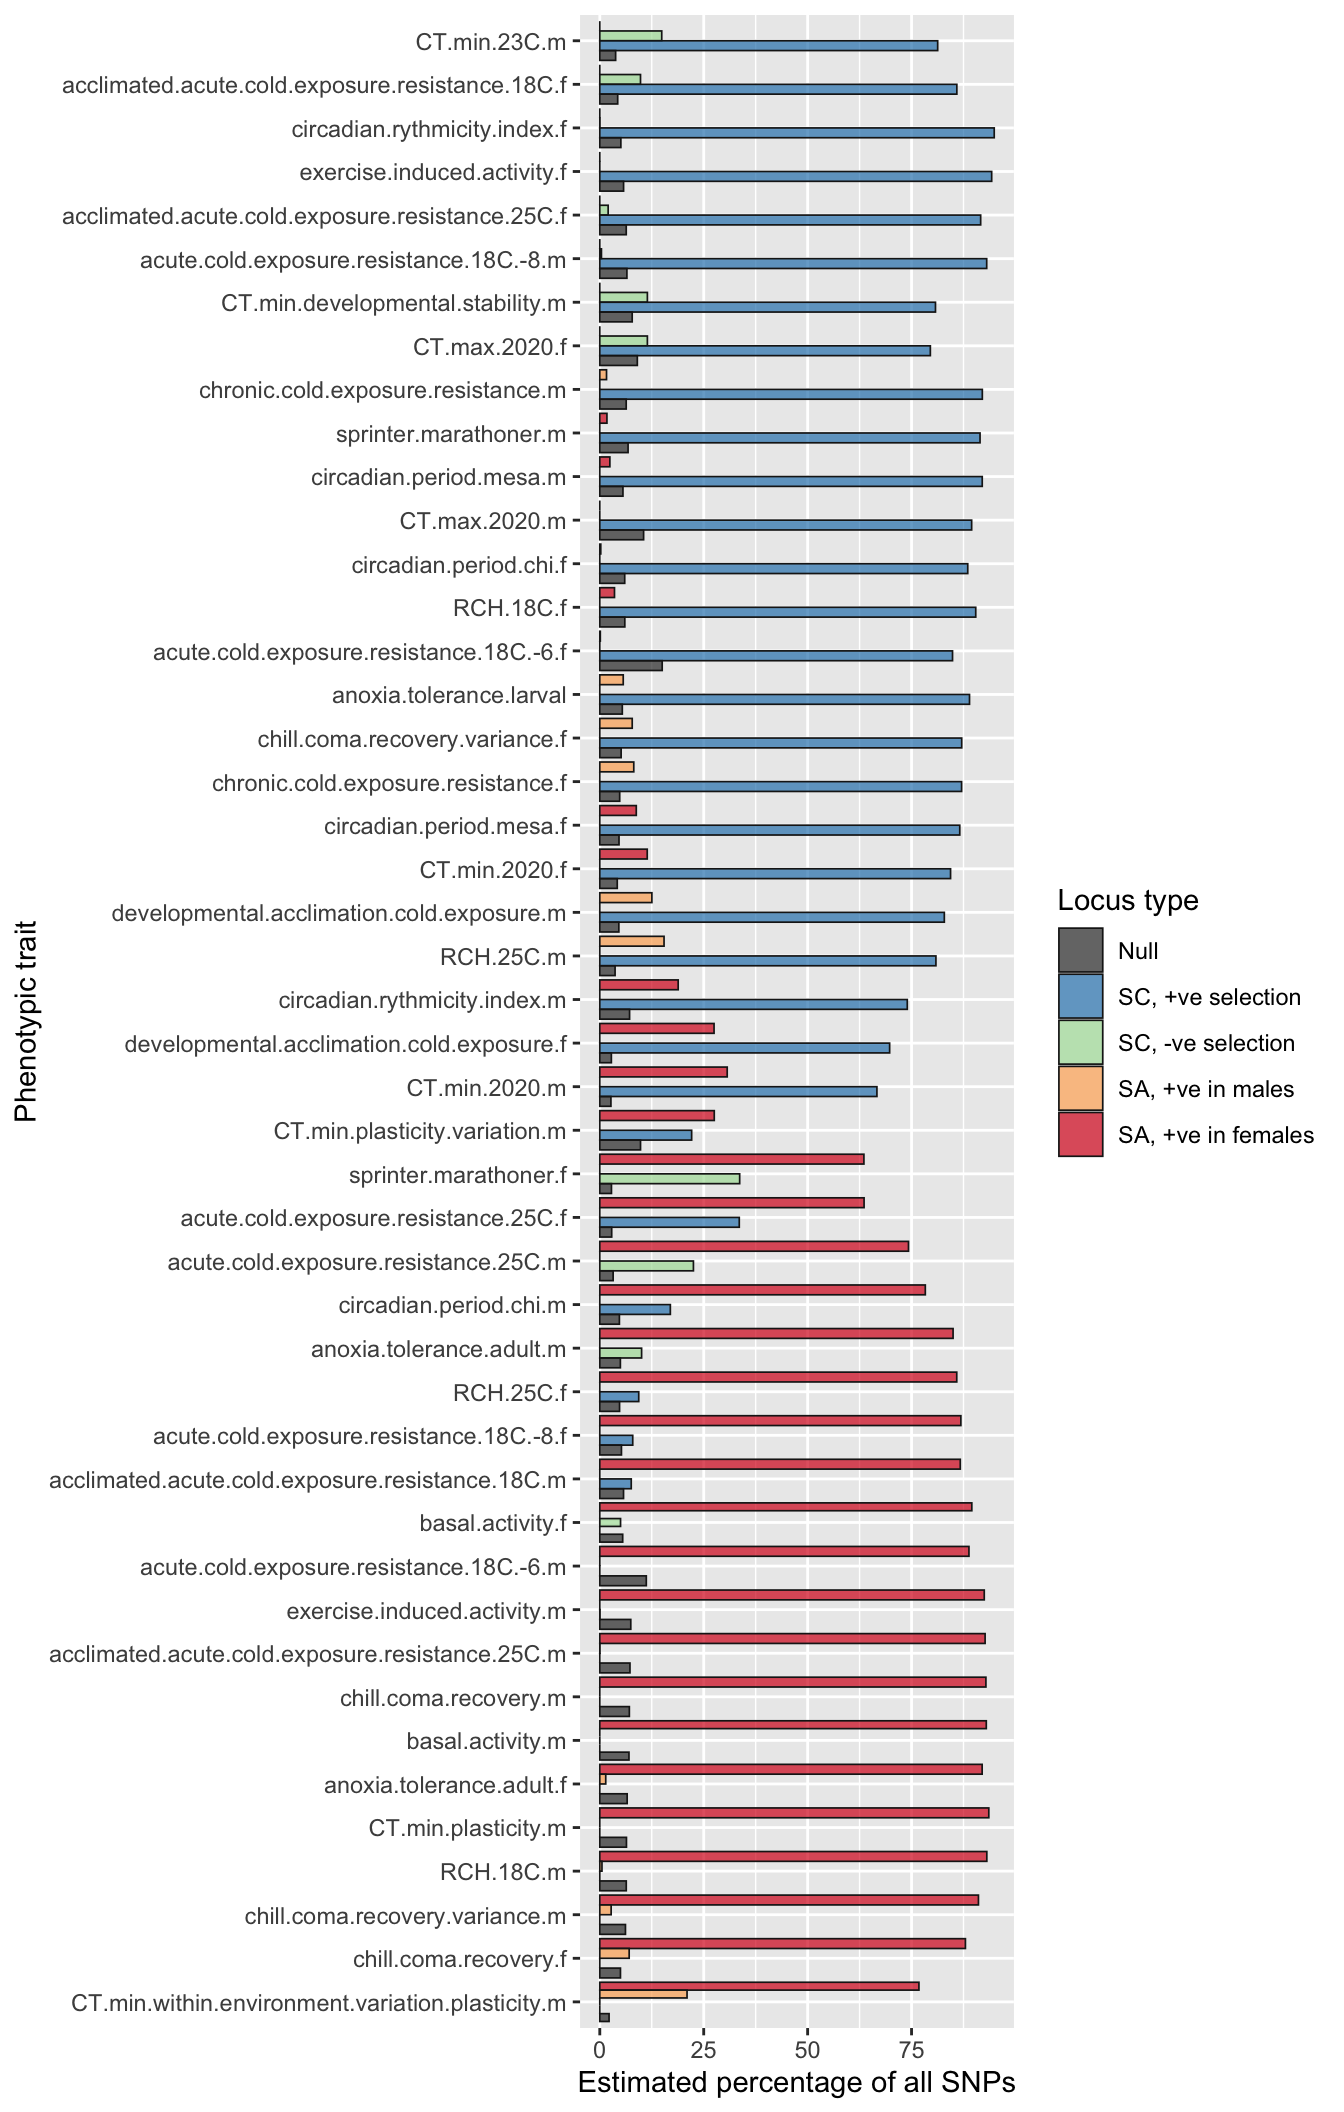 Phenotypic trait
CT.min.23C.m
acclimated.acute.cold.exposure.resistance.18C.f
circadian.rythmicity.index.f
exercise.induced.activity.f
acclimated.acute.cold.exposure.resistance.25C.f
acute.cold.exposure.resistance.18C.-8.m
CT.min.developmental.stability.m
CT.max.2020.f
chronic.cold.exposure.resistance.m
sprinter.marathoner.m
circadian.period.mesa.m
CT.max.2020.m
circadian.period.chi.f
RCH.18C.f
acute.cold.exposure.resistance.18C.-6.f
anoxia.tolerance.larval
chill.coma.recovery.variance.f
chronic.cold.exposure.resistance.f
circadian.period.mesa.f
CT.min.2020.f
developmental.acclimation.cold.exposure.m
RCH.25C.m
circadian.rythmicity.index.m
developmental.acclimation.cold.exposure.f
CT.min.2020.m
CT.min.plasticity.variation.m
sprinter.marathoner.f
acute.cold.exposure.resistance.25C.f
acute.cold.exposure.resistance.25C.m
circadian.period.chi.m
anoxia.tolerance.adult.m
RCH.25C.f
acute.cold.exposure.resistance.18C.-8.f
acclimated.acute.cold.exposure.resistance.18C.m
basal.activity.f
acute.cold.exposure.resistance.18C.-6.m
exercise.induced.activity.m
acclimated.acute.cold.exposure.resistance.25C.m
chill.coma.recovery.m
basal.activity.m
anoxia.tolerance.adult.f
CT.min.plasticity.m
RCH.18C.m
chill.coma.recovery.variance.m
chill.coma.recovery.f
CT.min.within.environment.variation.plasticity.m
0 25 50 75
Estimated percentage of all SNPs
Locus type
Null
SC, +ve selection
SC, -ve selection
SA, +ve in males
SA, +ve in females